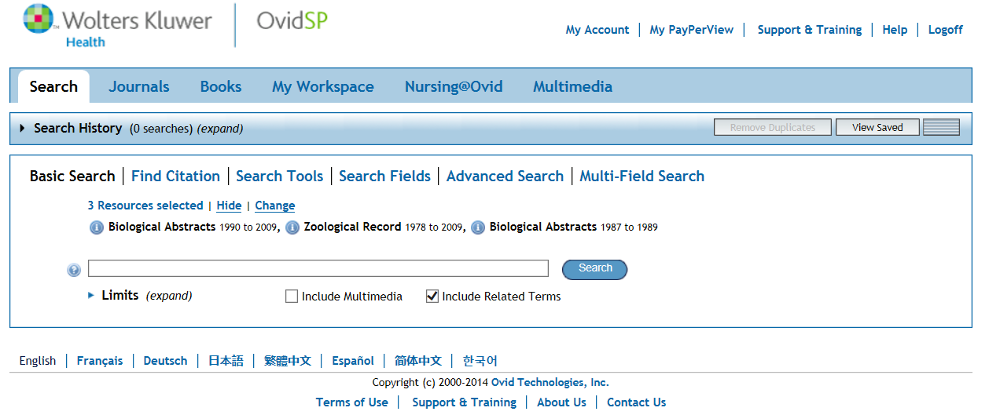 Wolters Kluwer OvidSP
Health
My Account | My PayPerView | Support & Training | Help | Logoff
Search Journals Books My Workspace Nursing@Ovid Multimedia
Search History (0 searches) (expand) Remove Duplicates View Saved
Basic Search | Find Citation | Search Tools | Search Fields | Advanced Search | Multi-Field Search
3 Resources selected | Hide | Change
Biological Abstracts 1990 to 2009, Zoological Record 1978 to 2009, Biological Abstracts 1987 to 1989
Search
Limits (expand) Include Multimedia Include Related Terms
English | Français | Deutsch | 日本語 | 繁體中文 | Español | 简体中文 | 한국어
Copyright (c) 2000-2014 Ovid Technologies, Inc.
Terms of Use | Support & Training | About Us | Contact Us